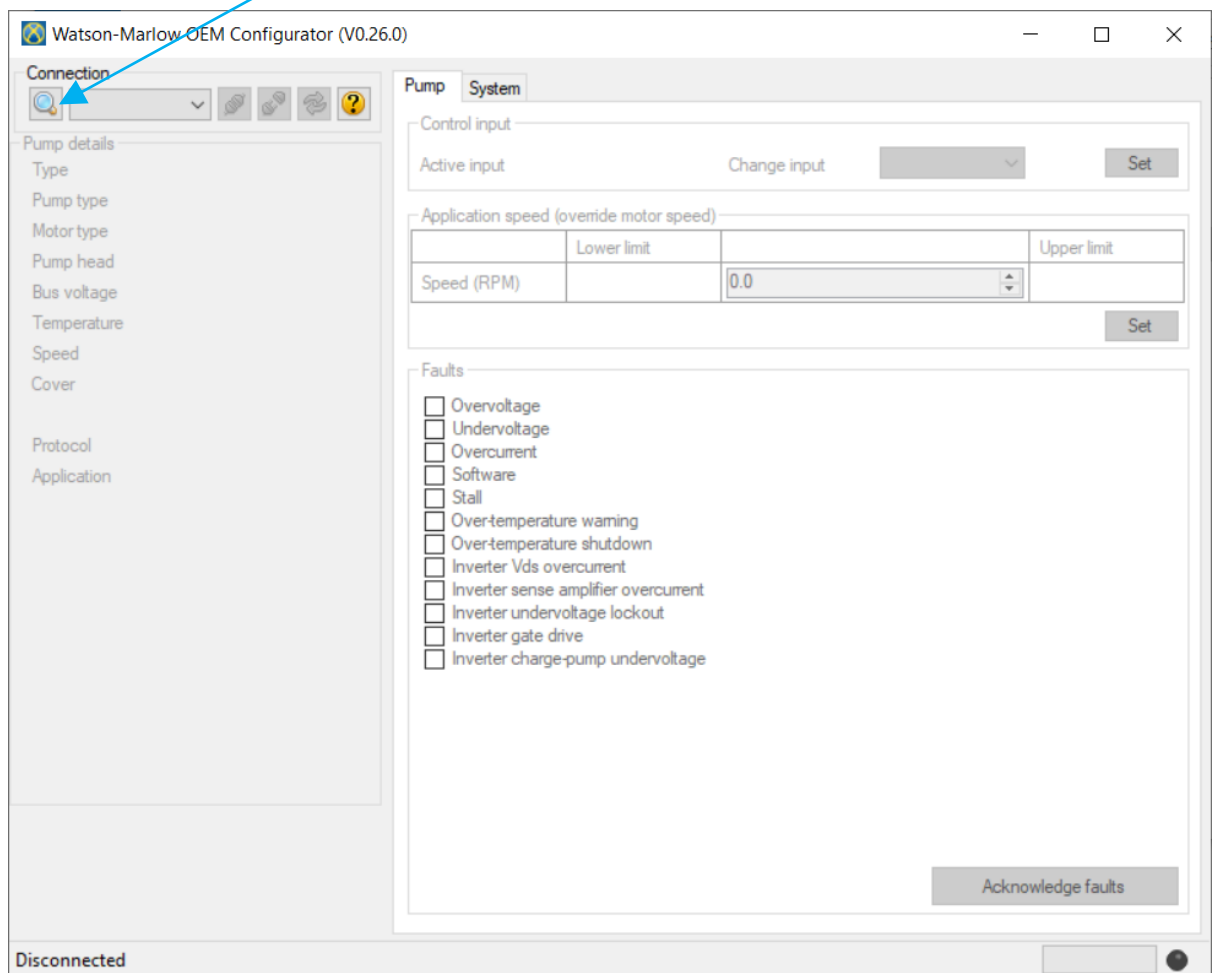 Watson-Marlow OEM Configurator (V0.26.0)
Connection
Pump details
Type
Pump type
Motor type
Pump head
Bus voltage
Temperature
Speed
Cover
Protocol
Application
Pump System
Control input
Active input Change input Set
Application speed (override motor speed)
Lower limit Upper limit
Speed (RPM) 0.0
Set
Faults
Overvoltage
Undervoltage
Overcurrent
Software
Stall
Over-temperature warning
Over-temperature shutdown
Inverter Vds overcurrent
Inverter sense amplifier overcurrent
Inverter undervoltage lockout
Inverter gate drive
Inverter charge-pump undervoltage
Acknowledge faults
Disconnected